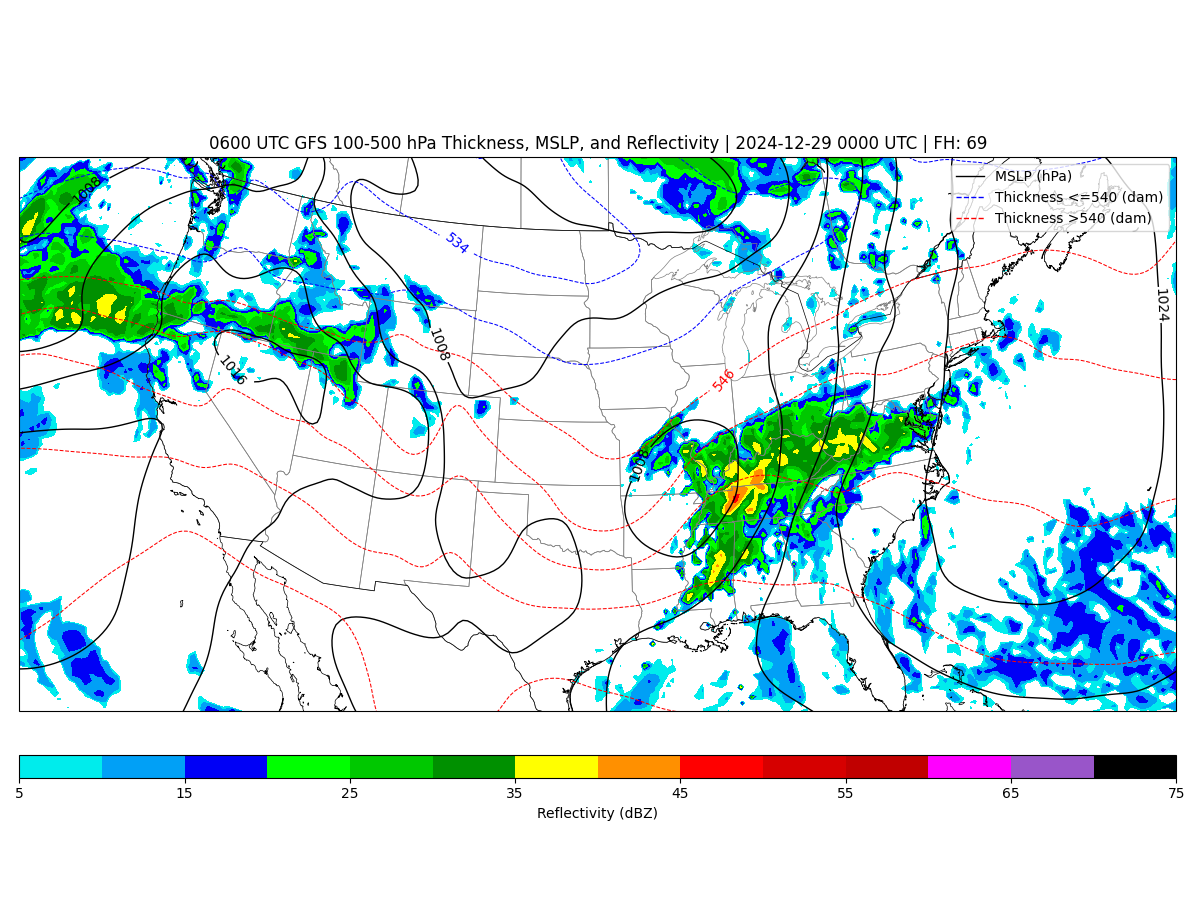 0600 UTC GFS 100-500 hPa Thickness, MSLP, and Reflectivity | 2024-12-29 0000 UTC | FH: 69
MSLP (hPa)
Thickness <=540 (dam)
Thickness >540 (dam)
1008
534
1024
1008
1016
546
1008
5 15 25 35 45 55 65 75
Reflectivity (dBZ)